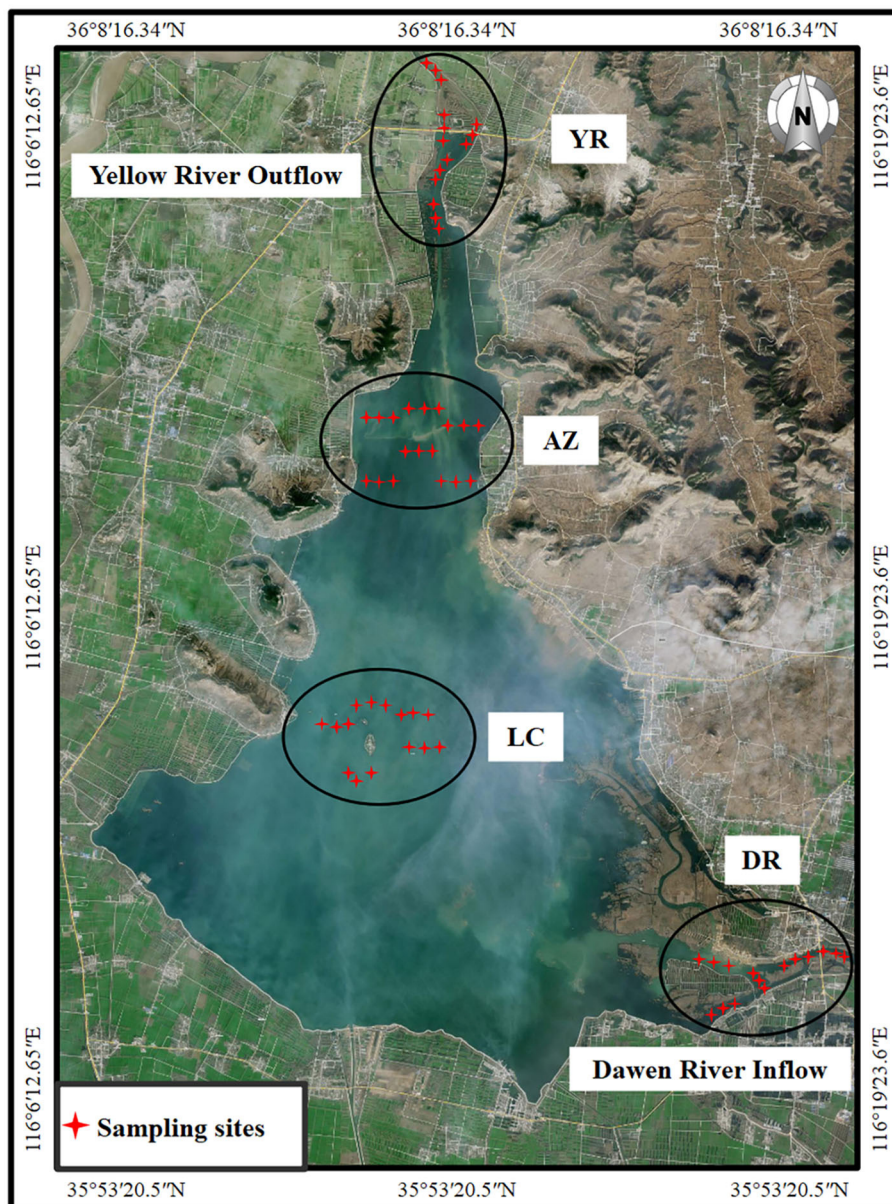 36°8′16.34″N 36°8′16.34″N 36°8′16.34″N
116°6′12.65″E
116°19′23.6″E
N
YR
Yellow River Outflow
AZ
116°6′12.65″E
116°19′23.6″E
LC
DR
Dawen River Inflow
116°6′12.65″E
116°19′23.6″E
Sampling sites
35°53′20.5″N 35°53′20.5″N 35°53′20.5″N